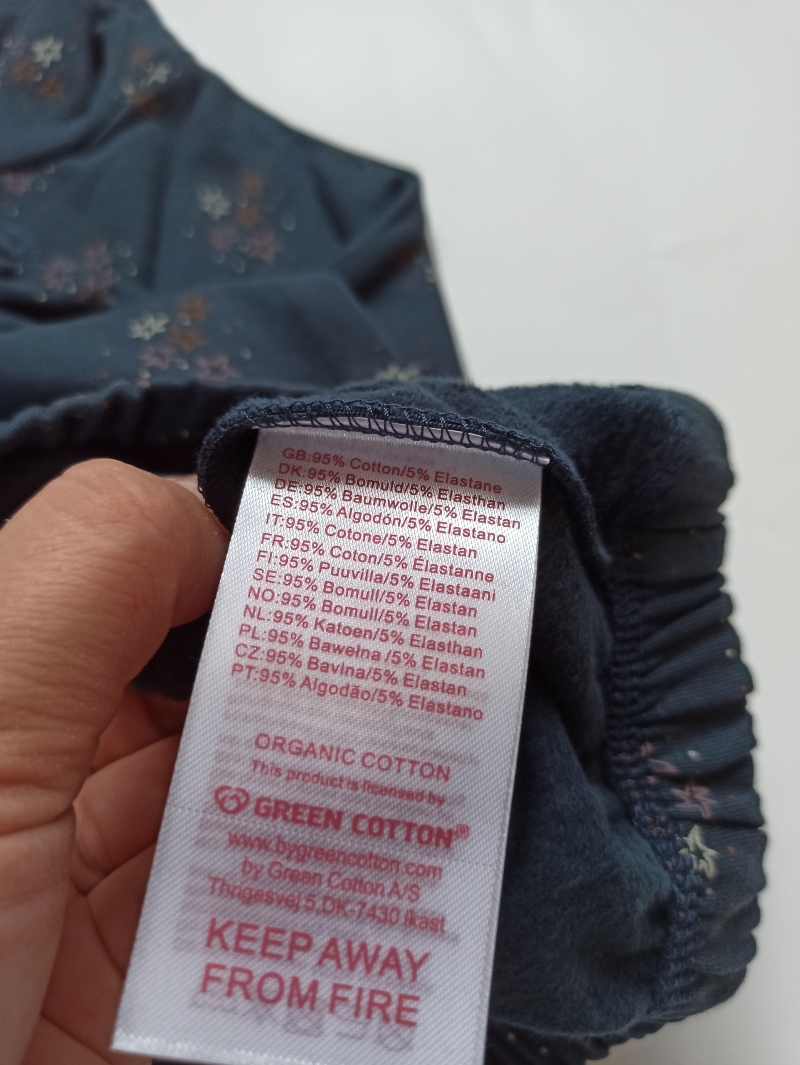 GB:95% Cotton/5% Elastane
DK:95% Bomuld/5% Elasthan
DE:95% Baumwolle/5% Elastan
ES:95% Algodón/5% Elastano
IT:95% Cotone/5% Elastan
FR:95% Coton/5% Élastanne
FI:95% Puuvilla/5% Elastaani
SE:95% Bomull/5% Elastan
NO:95% Bomull/5% Elastan
NL:95% Katoen/5% Elasthan
PL:95% Bawełna /5% Elastan
CZ:95% Bavlna/5% Elastan
PT:95% Algodão/5% Elastano
ORGANIC COTTON
This product is licensed by
GREEN COTTON®
www.bygreencotton.com
by Green Cotton A/S
Thrigesvej 5,DK-7430 Ikast
KEEP AWAY
FROM FIRE